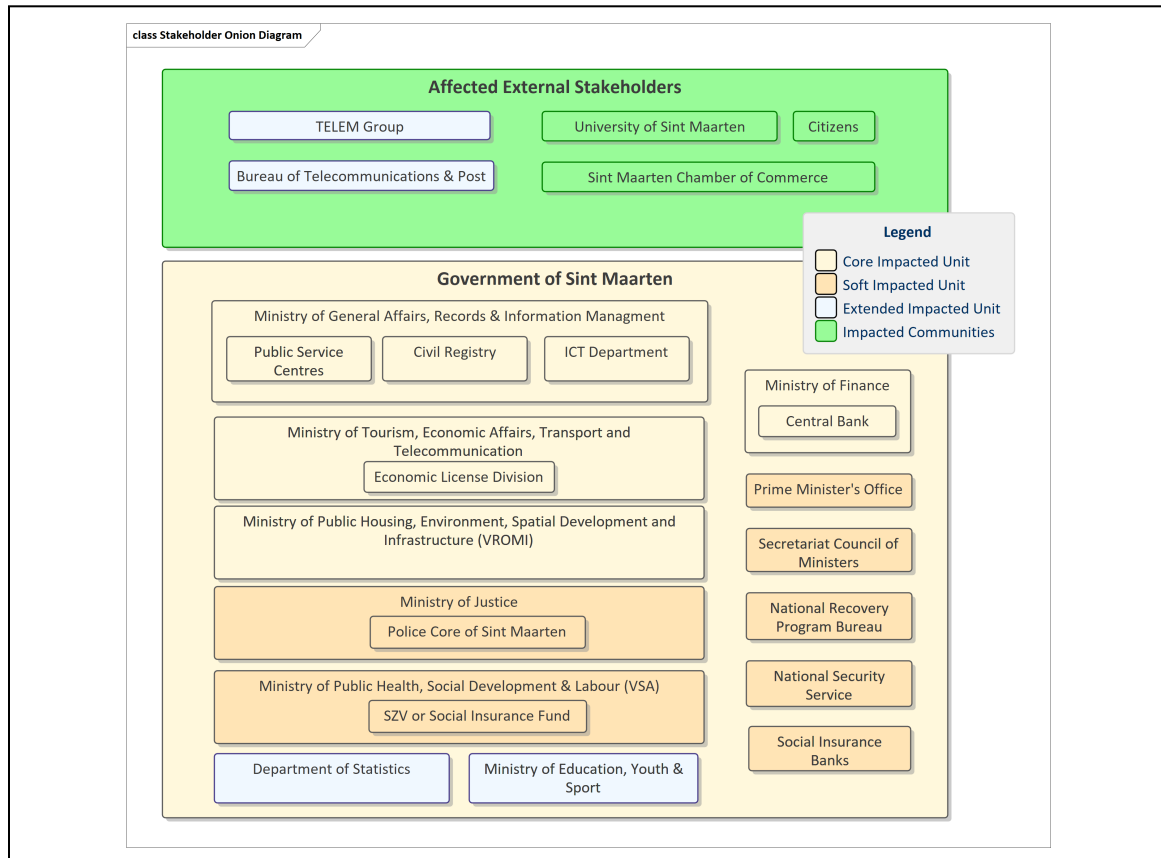 class Stakeholder Onion Diagram
Affected External Stakeholders
TELEM Group
University of Sint Maarten
Citizens
Bureau of Telecommunications & Post
Sint Maarten Chamber of Commerce
Legend
Core Impacted Unit
Soft Impacted Unit
Extended Impacted Unit
Impacted Communities
Government of Sint Maarten
Ministry of General Affairs, Records & Information Managment
Public Service
Centres
Civil Registry
ICT Department
Ministry of Tourism, Economic Affairs, Transport and
Telecommunication
Economic License Division
Ministry of Public Housing, Environment, Spatial Development and
Infrastructure (VROMI)
Ministry of Justice
Police Core of Sint Maarten
Ministry of Public Health, Social Development & Labour (VSA)
SZV or Social Insurance Fund
Department of Statistics
Ministry of Education, Youth &
Sport
Ministry of Finance
Central Bank
Prime Minister's Office
Secretariat Council of
Ministers
National Recovery
Program Bureau
National Security
Service
Social Insurance
Banks